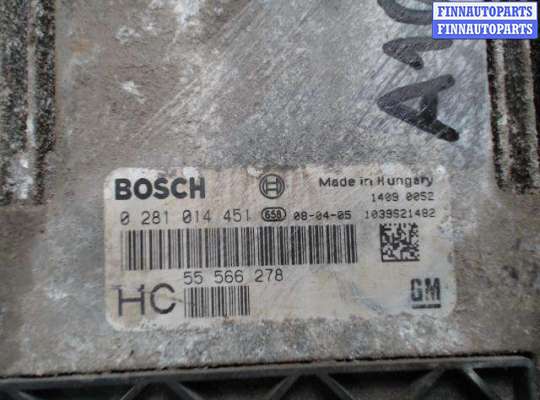 FINNAUTOPARTS
FINNAUTOPARTS
BOSCH
Made in Hungary
1409 0052
0 281 014 451 658 08-04-05 1039S21482
55 566 278
HC
GM